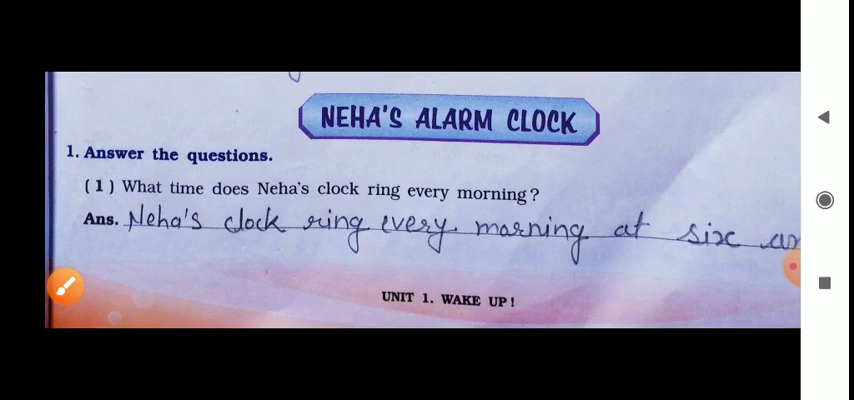 NEHA'S ALARM CLOCK
1. Answer the questions.
(1) What time does Neha's clock ring every morning?
Ans. Neha's clock ring every morning at six
UNIT 1. WAKE UP!